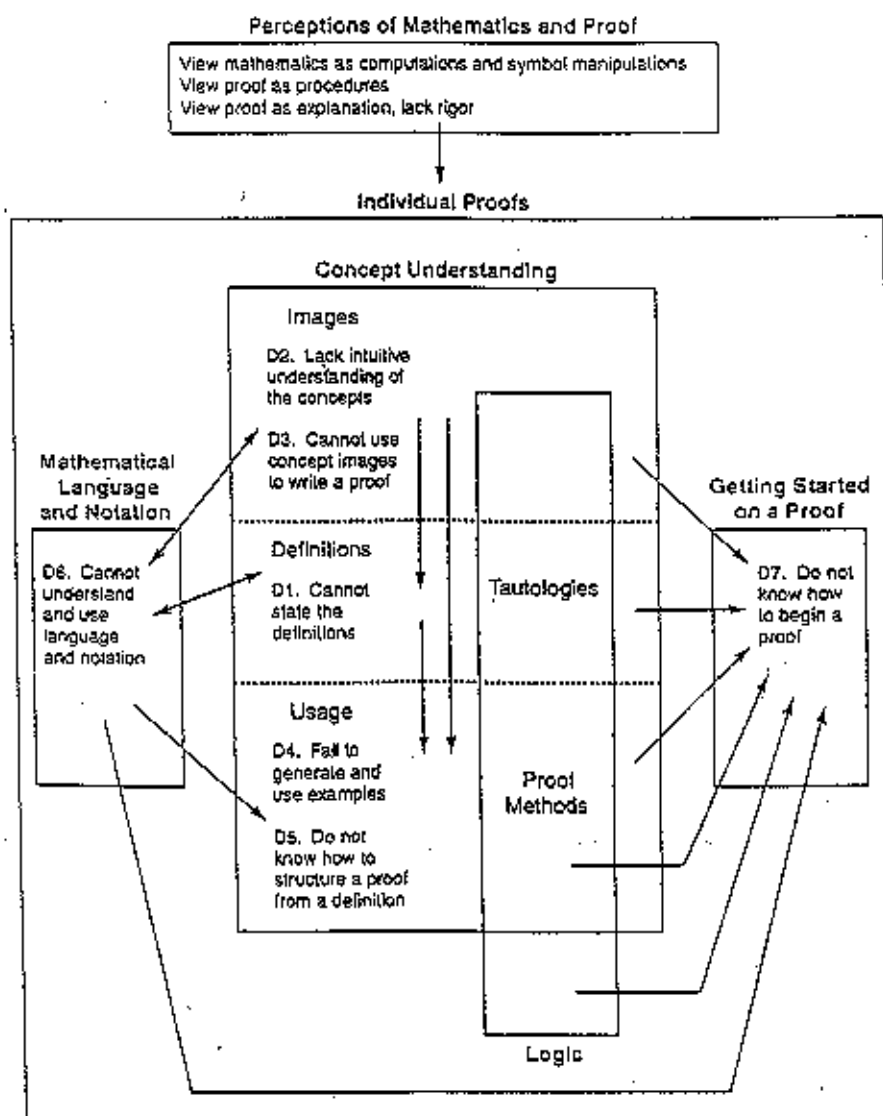 Perceptions of Mathematics and Proof
View mathematics as computations and symbol manipulations
View proof as procedures
View proof as explanation, lack rigor
Individual Proofs
Concept Understanding
Images
D2. Lack intuitive
understanding of
the concepts
D3. Cannot use
concept images
to write a proof
Mathematical
Language
and Notation
D6. Cannot
understand
and use
language
and notation
Definitions
D1. Cannot
state the
definitions
Usage
D4. Fail to
generate and
use examples
D5. Do not
know how to
structure a proof
from a definition
Tautologies
Proof
Methods
Logic
Getting Started
on a Proof
D7. Do not
know how
to begin a
proof